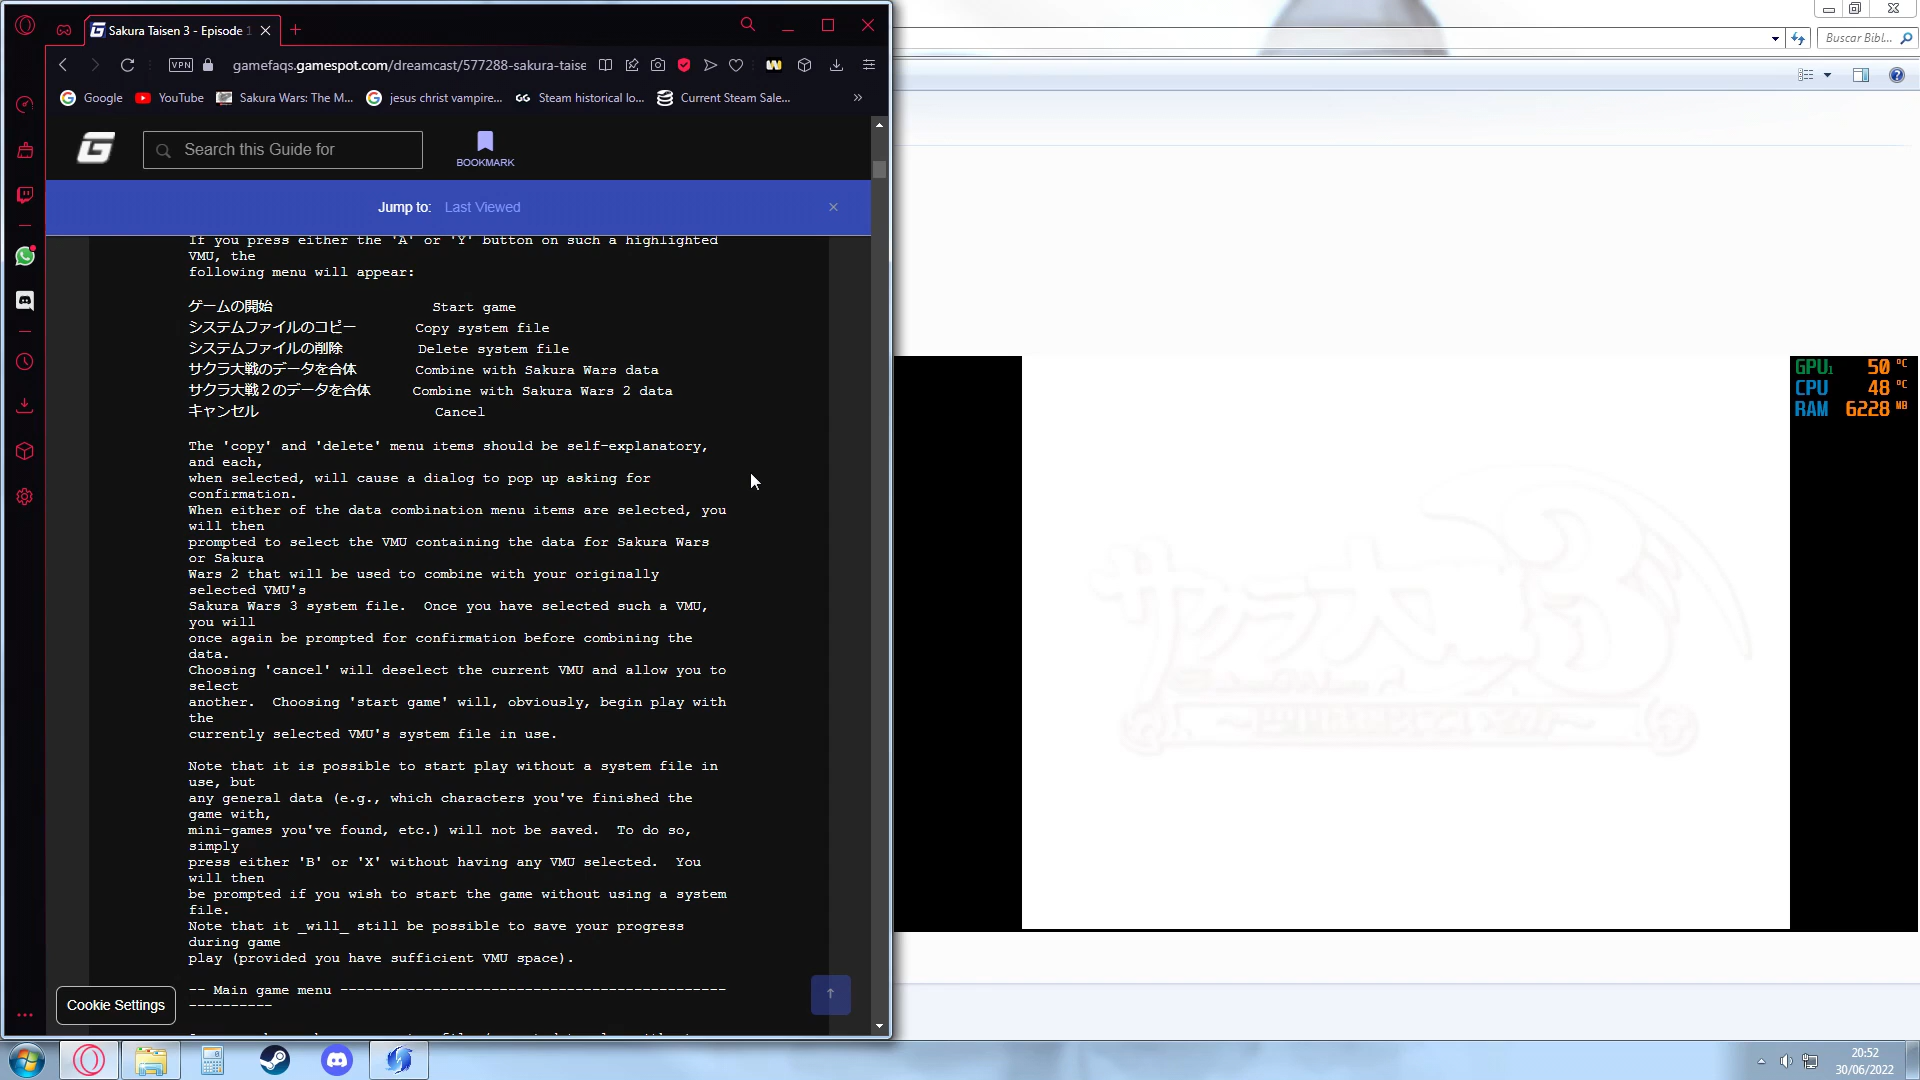 Sakura Taisen 3 - Episode 1
VPN
gamefaqs.gamespot.com/dreamcast/577288-sakura-taise
Google
YouTube
Sakura Wars: The M...
jesus christ vampire...
Steam historical lo...
Current Steam Sale...
»
Search this Guide for
BOOKMARK
Jump to: Last Viewed
If you press either the 'A' or 'Y' button on such a highlighted
VMU, the
following menu will appear:
ゲームの開始 Start game
システムファイルのコピー Copy system file
システムファイルの削除 Delete system file
サクラ大戦のデータを合体 Combine with Sakura Wars data
サクラ大戦２のデータを合体 Combine with Sakura Wars 2 data
キャンセル Cancel
The 'copy' and 'delete' menu items should be self-explanatory,
and each,
when selected, will cause a dialog to pop up asking for
confirmation.
When either of the data combination menu items are selected, you
will then
prompted to select the VMU containing the data for Sakura Wars
or Sakura
Wars 2 that will be used to combine with your originally
selected VMU's
Sakura Wars 3 system file.  Once you have selected such a VMU,
you will
once again be prompted for confirmation before combining the
data.
Choosing 'cancel' will deselect the current VMU and allow you to
select
another.  Choosing 'start game' will, obviously, begin play with
the
currently selected VMU's system file in use.
Note that it is possible to start play without a system file in
use, but
any general data (e.g., which characters you've finished the
game with,
mini-games you've found, etc.) will not be saved.  To do so,
simply
press either 'B' or 'X' without having any VMU selected.  You
will then
be prompted if you wish to start the game without using a system
file.
Note that it _will_ still be possible to save your progress
during game
play (provided you have sufficient VMU space).
-- Main game menu ----------------------------------------------
----------
Cookie Settings
Buscar Bibl...
GPU1 50 °C
CPU 48 °C
RAM 6228 MB
サクラ大戦3
20:52
30/06/2022